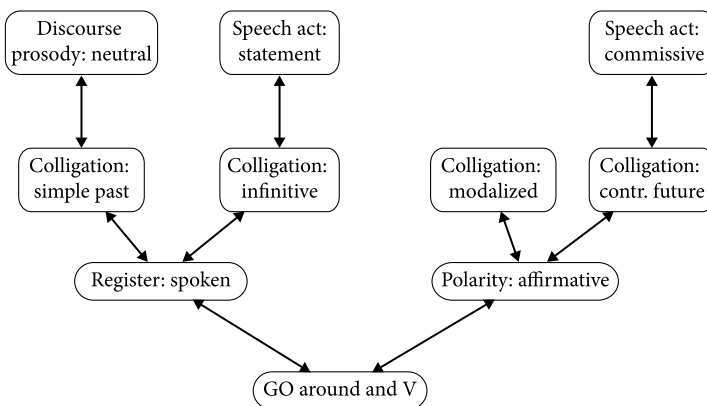 Discourse
prosody: neutral
Speech act:
statement
Speech act:
commissive
Colligation:
simple past
Colligation:
infinitive
Colligation:
modalized
Colligation:
contr. future
Register: spoken
Polarity: affirmative
GO around and V